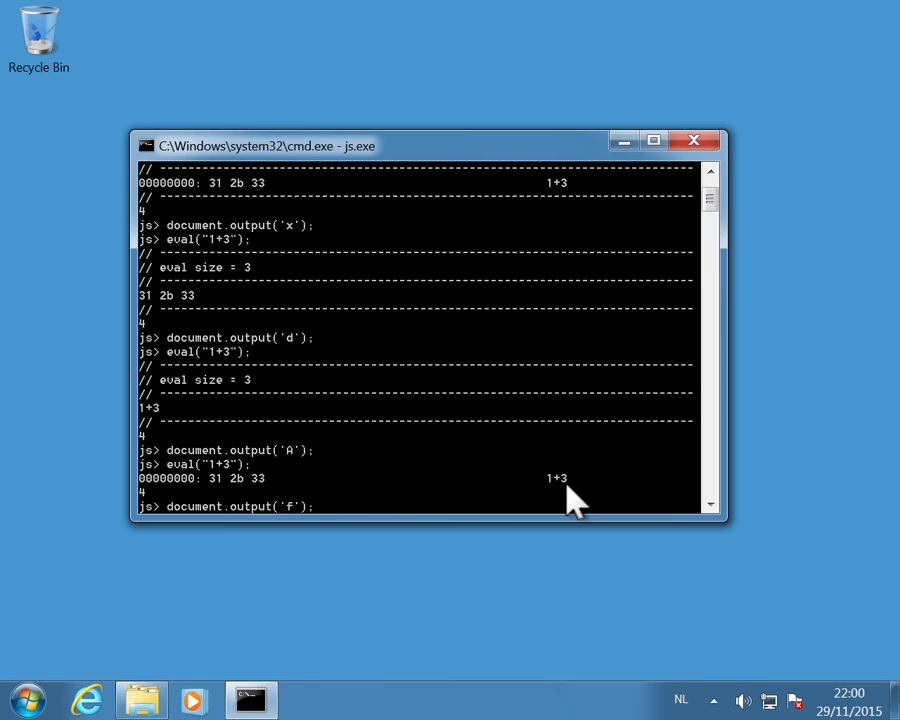 Recycle Bin
C:\Windows\system32\cmd.exe - js.exe
// ----------------------------------------------------------------------------
00000000: 31 2b 33                                        1+3
// ----------------------------------------------------------------------------
4
js> document.output('x');
js> eval("1+3");
// ----------------------------------------------------------------------------
// eval size = 3
// ----------------------------------------------------------------------------
31 2b 33
// ----------------------------------------------------------------------------
4
js> document.output('d');
js> eval("1+3");
// ----------------------------------------------------------------------------
// eval size = 3
// ----------------------------------------------------------------------------
1+3
// ----------------------------------------------------------------------------
4
js> document.output('A');
js> eval("1+3");
00000000: 31 2b 33                                        1+3
4
js> document.output('f');
C:\_
NL
22:00
29/11/2015